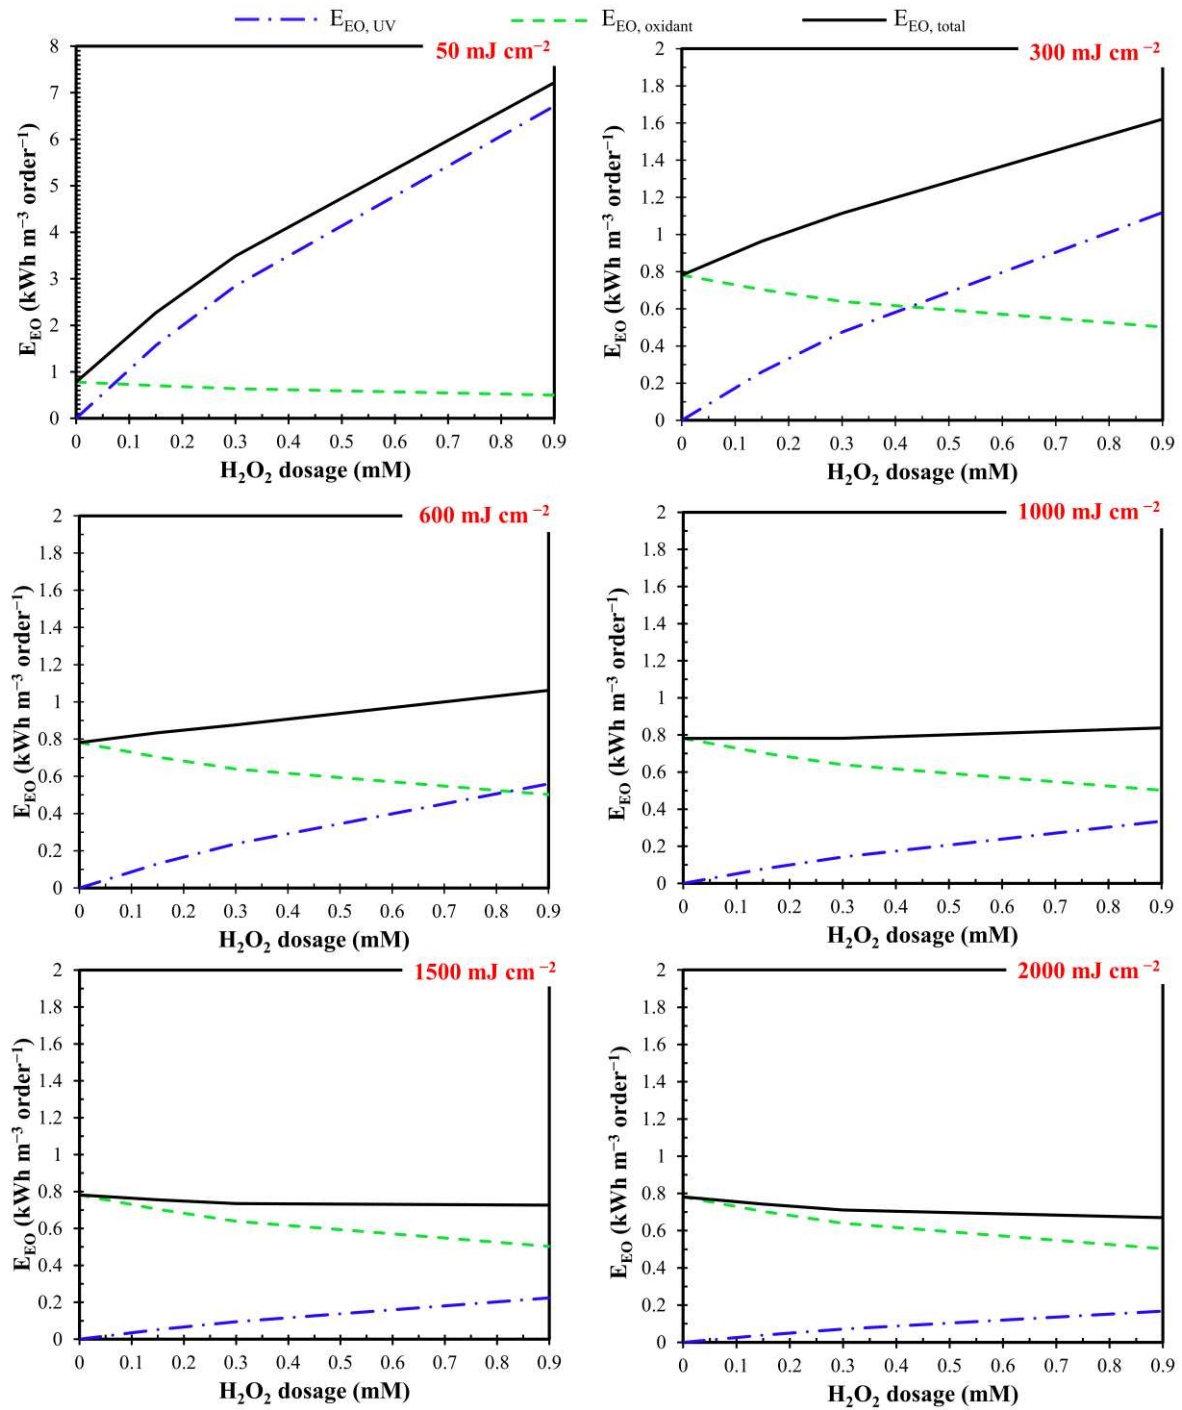 E_EO, UV E_EO, oxidant E_EO, total
50 mJ cm⁻²
8
7
6
5
4
3
2
1
0
E_EO (kWh m⁻³ order⁻¹)
0 0.1 0.2 0.3 0.4 0.5 0.6 0.7 0.8 0.9
H₂O₂ dosage (mM)
300 mJ cm⁻²
2
1.8
1.6
1.4
1.2
1
0.8
0.6
0.4
0.2
0
E_EO (kWh m⁻³ order⁻¹)
0 0.1 0.2 0.3 0.4 0.5 0.6 0.7 0.8 0.9
H₂O₂ dosage (mM)
600 mJ cm⁻²
2
1.8
1.6
1.4
1.2
1
0.8
0.6
0.4
0.2
0
E_EO (kWh m⁻³ order⁻¹)
0 0.1 0.2 0.3 0.4 0.5 0.6 0.7 0.8 0.9
H₂O₂ dosage (mM)
1000 mJ cm⁻²
2
1.8
1.6
1.4
1.2
1
0.8
0.6
0.4
0.2
0
E_EO (kWh m⁻³ order⁻¹)
0 0.1 0.2 0.3 0.4 0.5 0.6 0.7 0.8 0.9
H₂O₂ dosage (mM)
1500 mJ cm⁻²
2
1.8
1.6
1.4
1.2
1
0.8
0.6
0.4
0.2
0
E_EO (kWh m⁻³ order⁻¹)
0 0.1 0.2 0.3 0.4 0.5 0.6 0.7 0.8 0.9
H₂O₂ dosage (mM)
2000 mJ cm⁻²
2
1.8
1.6
1.4
1.2
1
0.8
0.6
0.4
0.2
0
E_EO (kWh m⁻³ order⁻¹)
0 0.1 0.2 0.3 0.4 0.5 0.6 0.7 0.8 0.9
H₂O₂ dosage (mM)